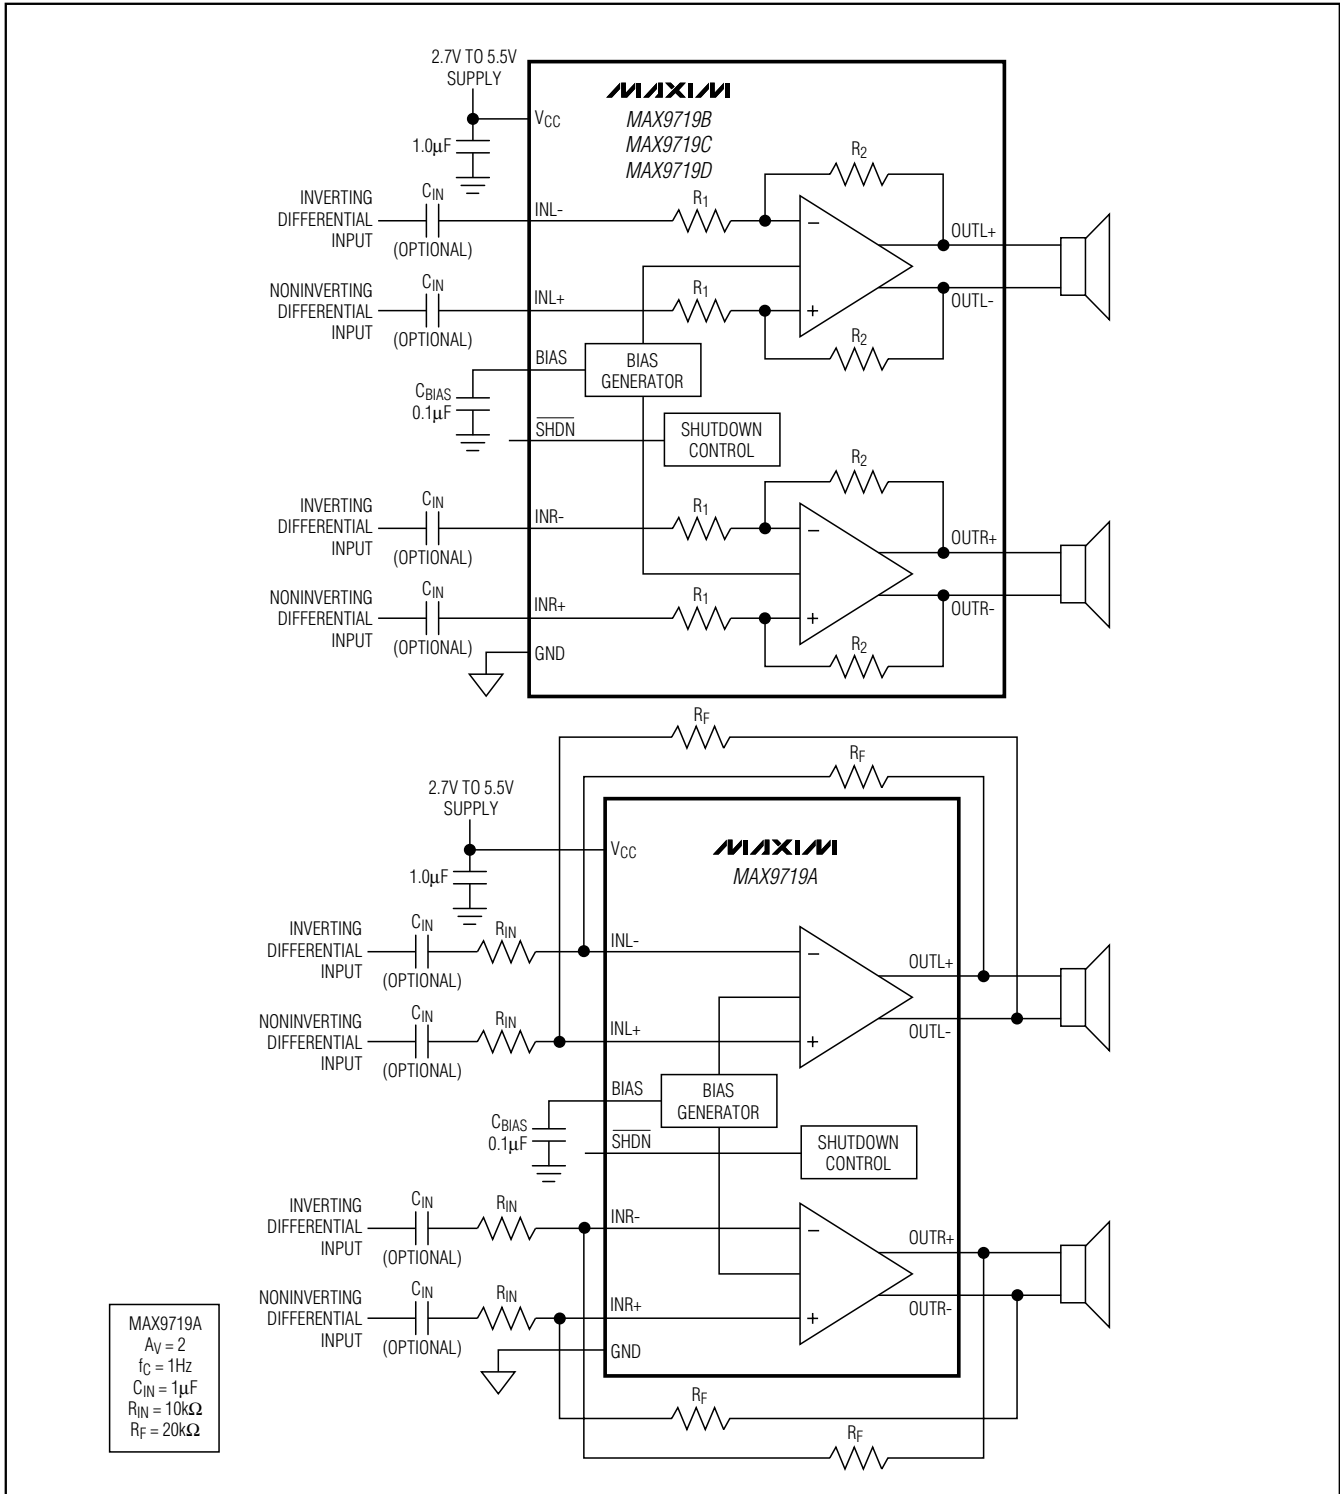 2.7V TO 5.5V
SUPPLY
VCC
1.0μF
MAXIM
MAX9719B
MAX9719C
MAX9719D
R2
INVERTING
DIFFERENTIAL
INPUT
CIN
(OPTIONAL)
INL-
R1
−
OUTL+
NONINVERTING
DIFFERENTIAL
INPUT
CIN
(OPTIONAL)
INL+
R1
+
OUTL-
R2
BIAS
BIAS
GENERATOR
CBIAS
0.1μF
SHDN
SHUTDOWN
CONTROL
R2
INVERTING
DIFFERENTIAL
INPUT
CIN
(OPTIONAL)
INR-
R1
−
OUTR+
NONINVERTING
DIFFERENTIAL
INPUT
CIN
(OPTIONAL)
INR+
R1
+
OUTR-
R2
GND
RF
RF
2.7V TO 5.5V
SUPPLY
VCC
1.0μF
MAXIM
MAX9719A
INVERTING
DIFFERENTIAL
INPUT
CIN
(OPTIONAL)
RIN
INL-
−
OUTL+
NONINVERTING
DIFFERENTIAL
INPUT
CIN
(OPTIONAL)
RIN
INL+
+
OUTL-
BIAS
BIAS
GENERATOR
CBIAS
0.1μF
SHDN
SHUTDOWN
CONTROL
INVERTING
DIFFERENTIAL
INPUT
CIN
(OPTIONAL)
RIN
INR-
−
OUTR+
NONINVERTING
DIFFERENTIAL
INPUT
CIN
(OPTIONAL)
RIN
INR+
+
OUTR-
GND
RF
RF
MAX9719A
AV = 2
fC = 1Hz
CIN = 1μF
RIN = 10kΩ
RF = 20kΩ